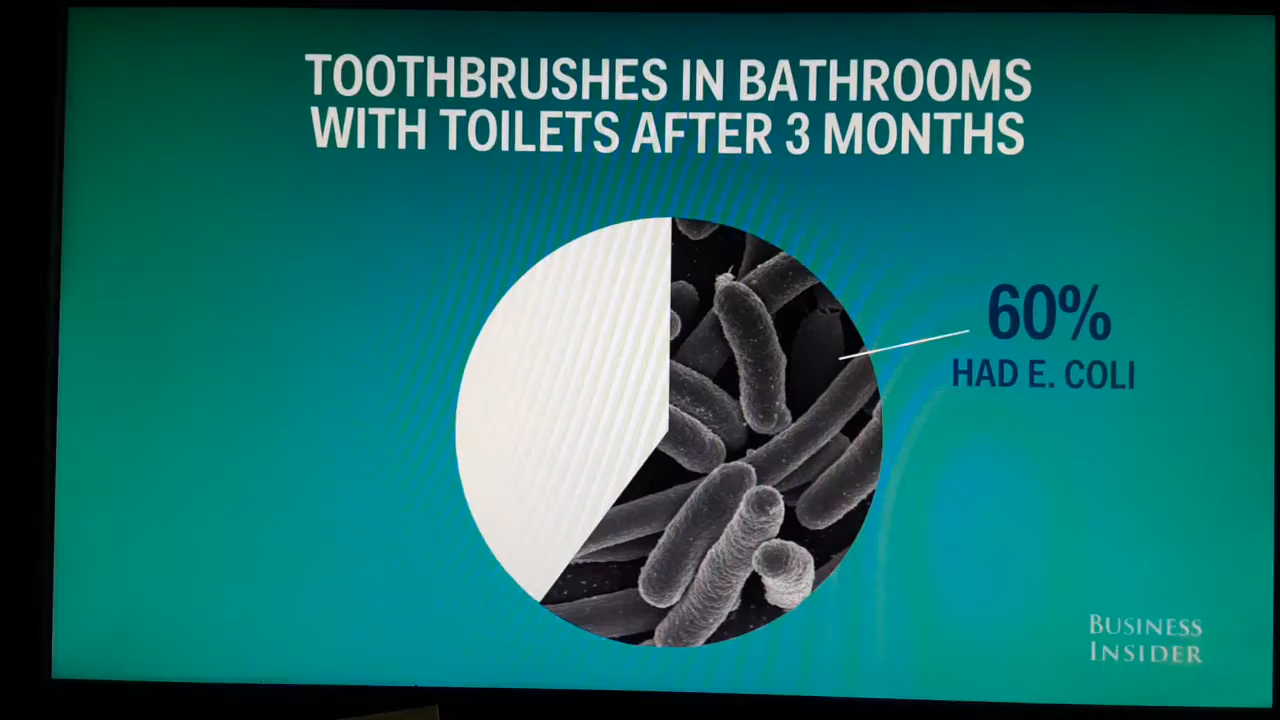 TOOTHBRUSHES IN BATHROOMS
WITH TOILETS AFTER 3 MONTHS
60%
HAD E. COLI
BUSINESS
INSIDER